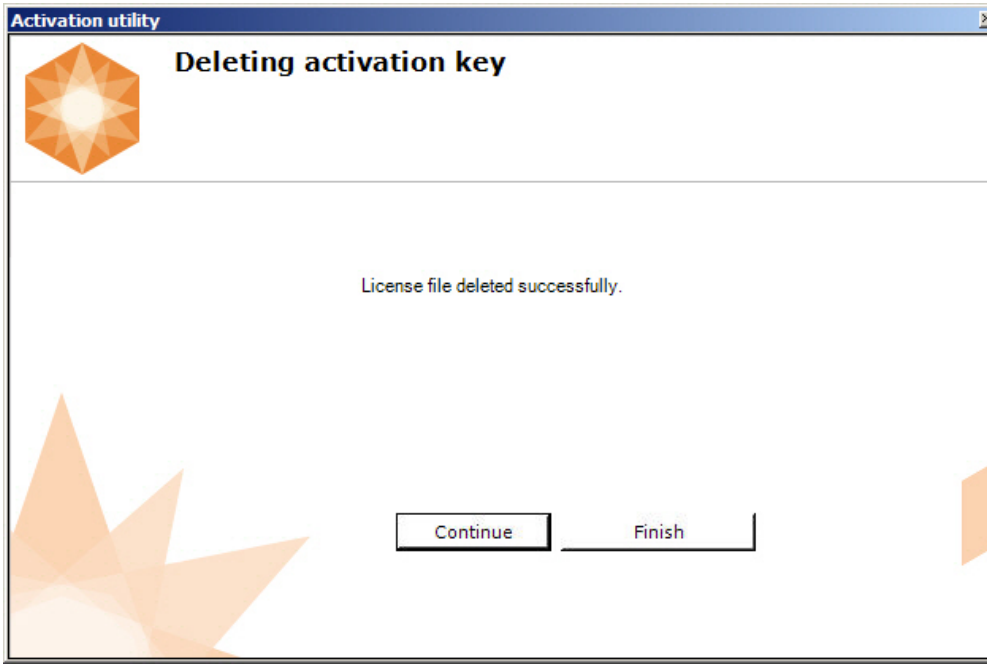 Activation utility
Deleting activation key
License file deleted successfully.
Continue Finish